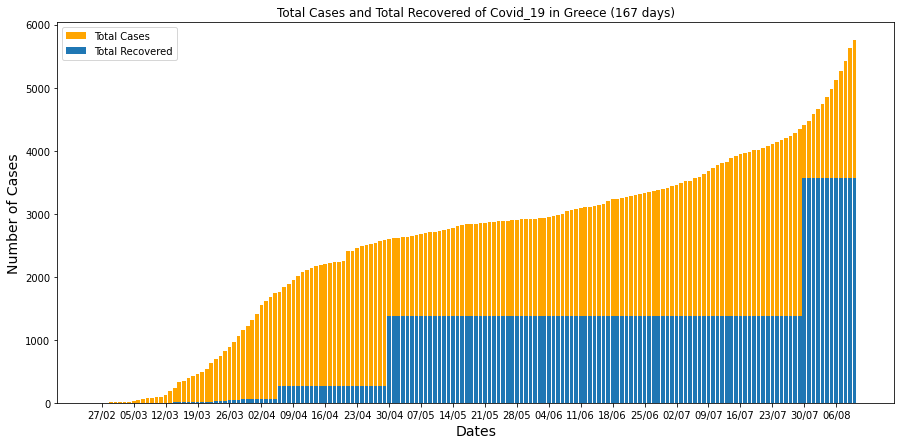 Total Cases and Total Recovered of Covid_19 in Greece (167 days)
Total Cases
Total Recovered
Number of Cases
6000
5000
4000
3000
2000
1000
0
27/02 05/03 12/03 19/03 26/03 02/04 09/04 16/04 23/04 30/04 07/05 14/05 21/05 28/05 04/06 11/06 18/06 25/06 02/07 09/07 16/07 23/07 30/07 06/08
Dates